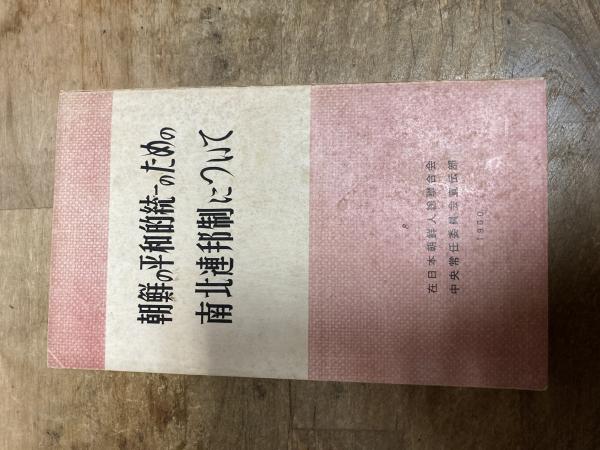 朝鮮の平和的統一のための
南北連邦制について
8
在日本朝鮮人総聯合会
中央常任委員会宣伝部
1960.